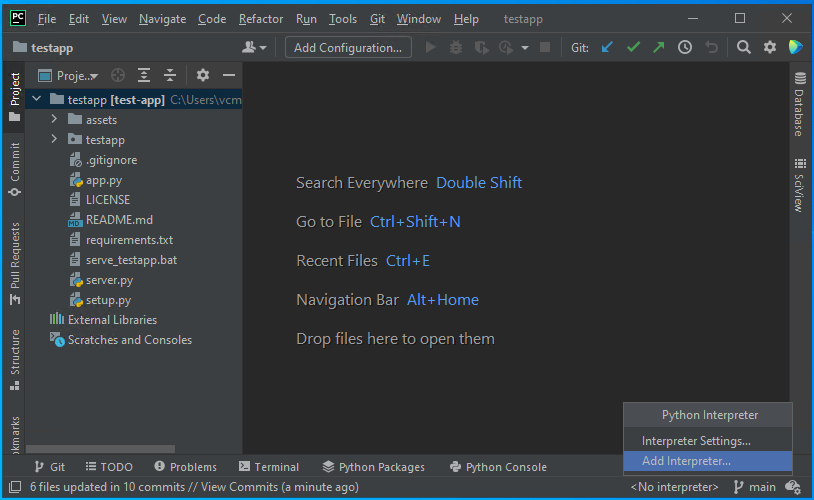 PC File Edit View Navigate Code Refactor Run Tools Git Window Help testapp
testapp Add Configuration... Git:
Project
Commit
Pull Requests
Structure
okmarks
Proje...
testapp [test-app] C:\Users\vcm
assets
testapp
.gitignore
app.py
LICENSE
MD README.md
requirements.txt
serve_testapp.bat
server.py
setup.py
External Libraries
Scratches and Consoles
Search Everywhere Double Shift
Go to File Ctrl+Shift+N
Recent Files Ctrl+E
Navigation Bar Alt+Home
Drop files here to open them
Database
SciView
Python Interpreter
Interpreter Settings...
Add Interpreter...
Git TODO Problems Terminal Python Packages Python Console
6 files updated in 10 commits // View Commits (a minute ago) <No interpreter> main